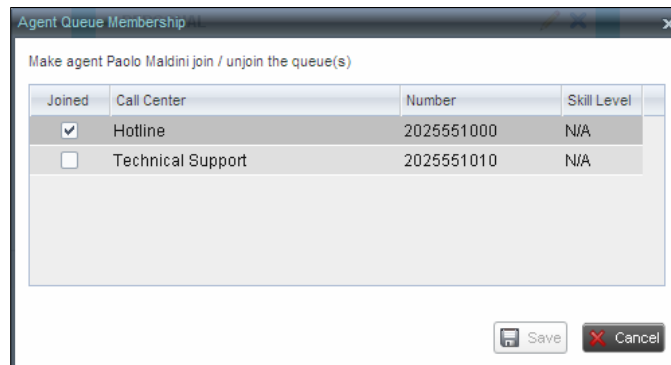 Agent Queue Membership
Make agent Paolo Maldini join / unjoin the queue(s)
Joined Call Center Number Skill Level
Hotline 2025551000 N/A
Technical Support 2025551010 N/A
Save Cancel